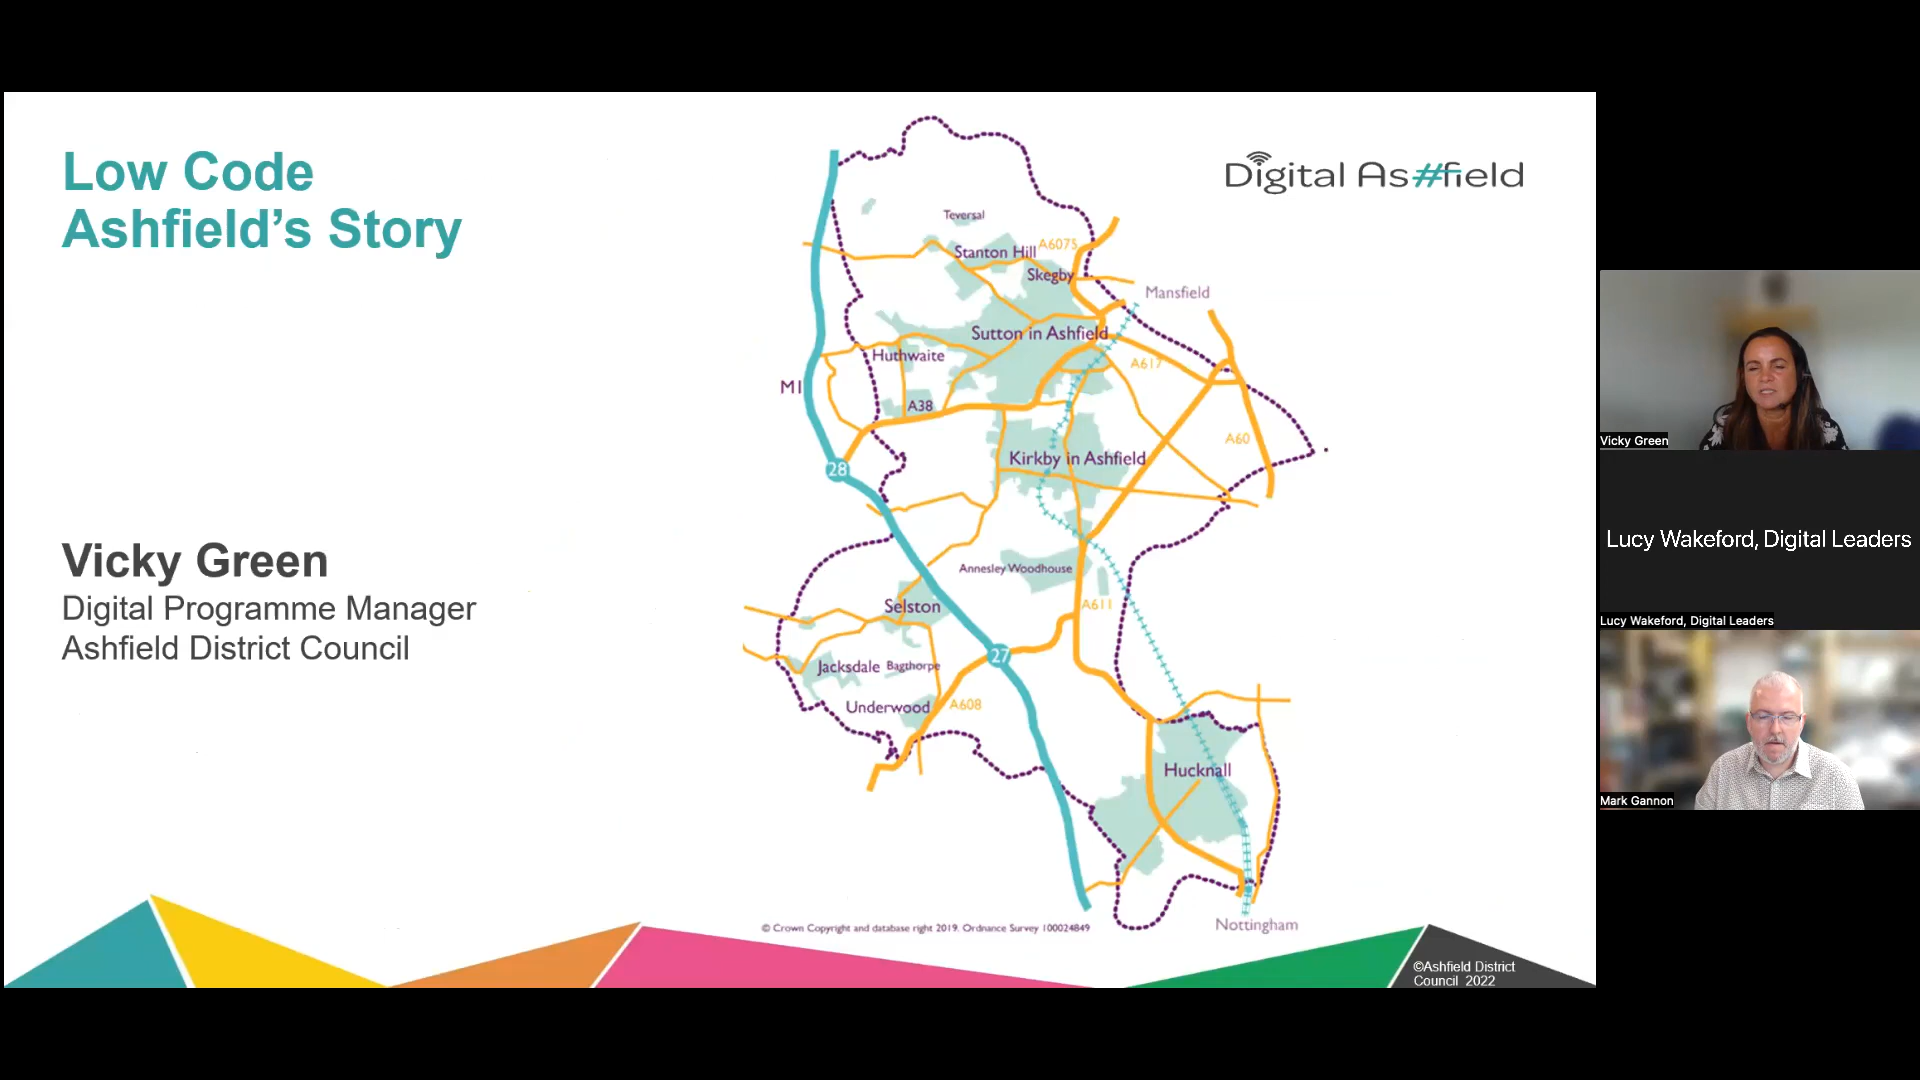 Low Code
Ashfield's Story
Digital As#field
Vicky Green
Digital Programme Manager
Ashfield District Council
Teversal
Stanton Hill
A6075
Skegby
Mansfield
Sutton in Ashfield
Huthwaite
A617
M1
A38
A60
Kirkby in Ashfield
28
Annesley Woodhouse
Selston
A611
27
Jacksdale
Bagthorpe
Underwood
A608
Hucknall
Nottingham
© Crown Copyright and database right 2019. Ordnance Survey 100024849
©Ashfield District
Council 2022
Vicky Green
Lucy Wakeford, Digital Leaders
Lucy Wakeford, Digital Leaders
Mark Gannon